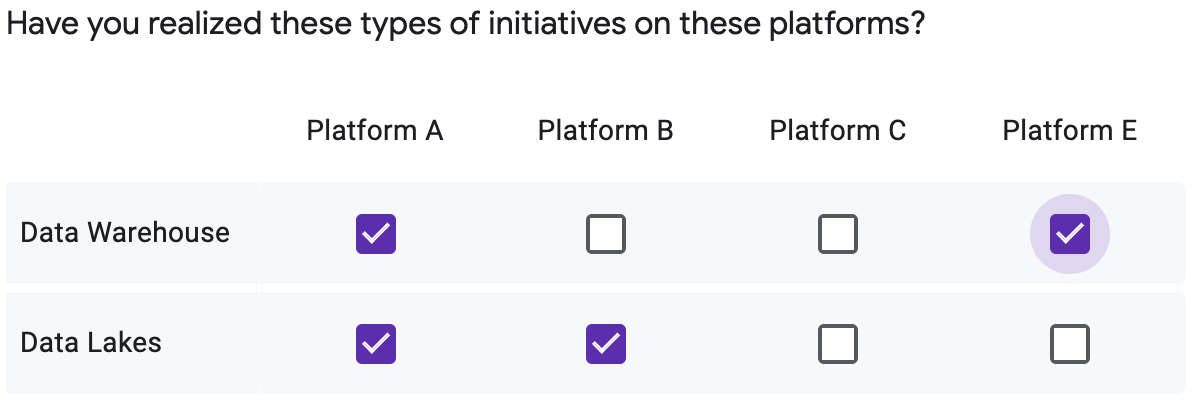 Have you realized these types of initiatives on these platforms?
Platform A Platform B Platform C Platform E
Data Warehouse
Data Lakes